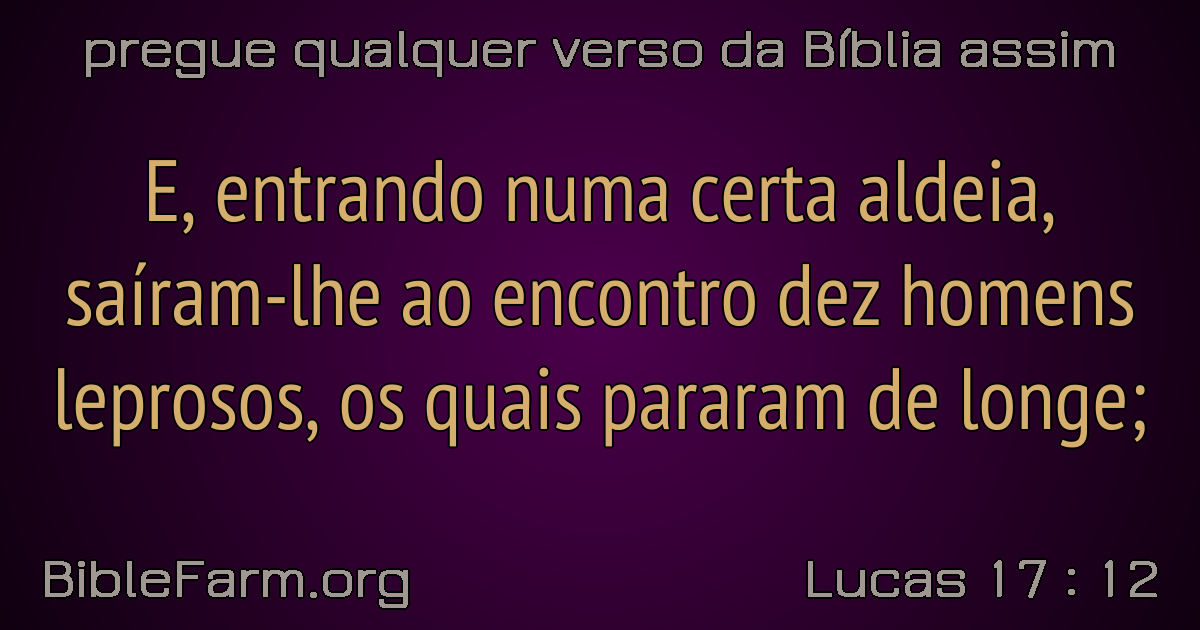 pregue qualquer verso da Bíblia assim
E, entrando numa certa aldeia,
saíram-lhe ao encontro dez homens
leprosos, os quais pararam de longe;
BibleFarm.org
Lucas 17 : 12